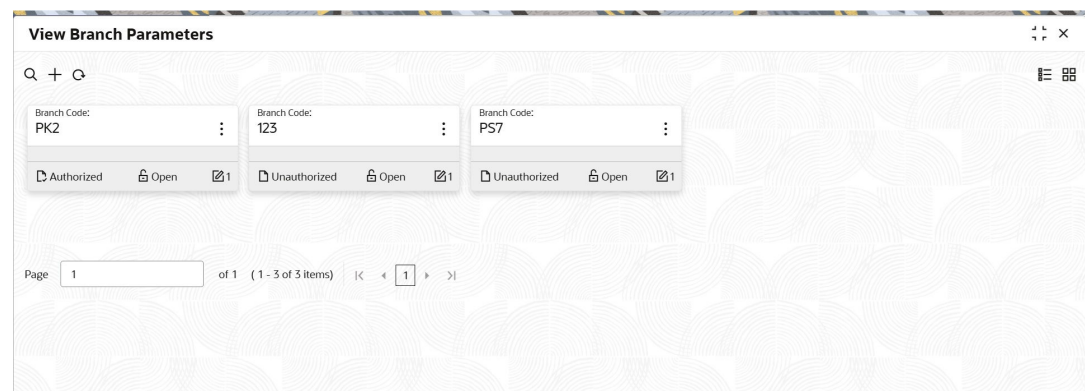 View Branch Parameters
Branch Code:
PK2
Authorized Open 1
Branch Code:
123
Unauthorized Open 1
Branch Code:
PS7
Unauthorized Open 1
Page 1 of 1 ( 1 - 3 of 3 items) 1